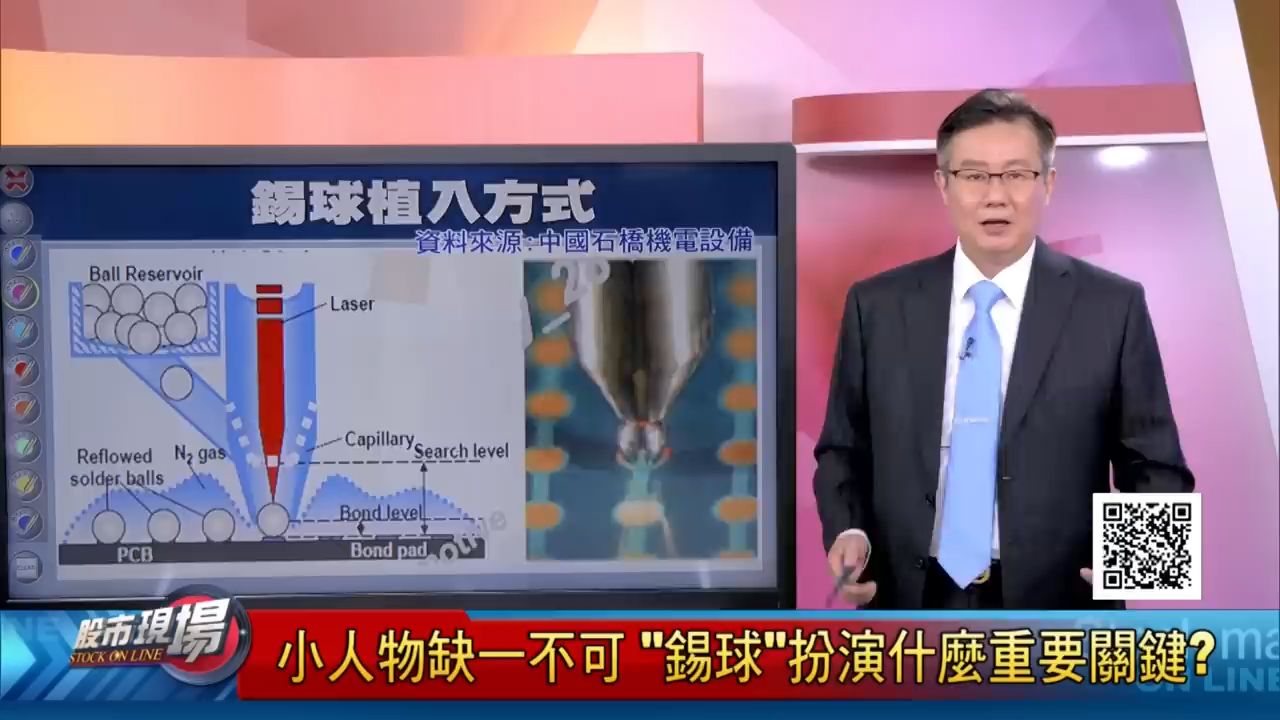 錫球植入方式
資料來源:中國石橋機電設備
Ball Reservoir
Laser
Capillary
Search level
Reflowed
solder balls
N₂ gas
Bond level
PCB
Bond pad
股市現場
STOCK ON LINE
小人物缺一不可 "錫球"扮演什麼重要關鍵?
ON LINE